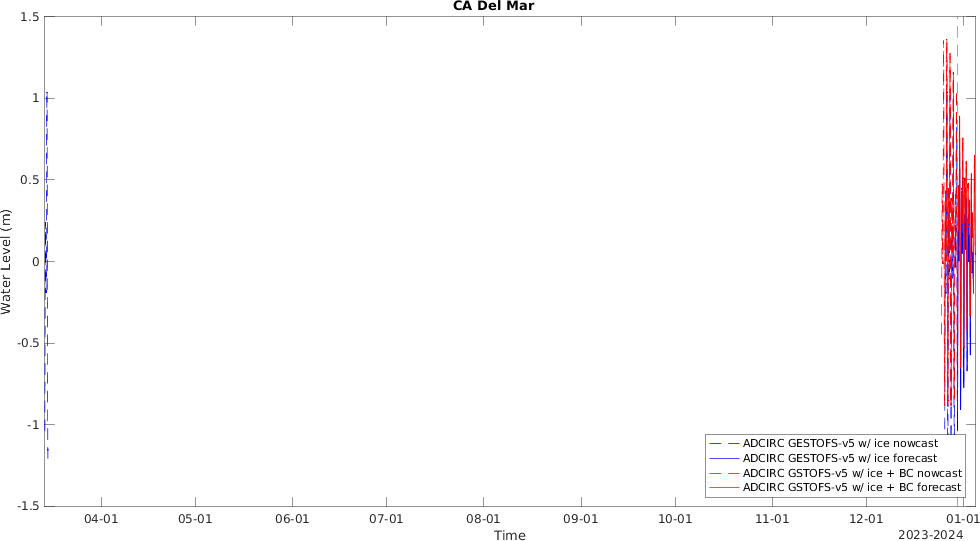 CA Del Mar
1.5
1
0.5
0
-0.5
-1
-1.5
Water Level (m)
ADCIRC GESTOFS-v5 w/ ice nowcast
ADCIRC GESTOFS-v5 w/ ice forecast
ADCIRC GSTOFS-v5 w/ ice + BC nowcast
ADCIRC GSTOFS-v5 w/ ice + BC forecast
04-01 05-01 06-01 07-01 08-01 09-01 10-01 11-01 12-01 01-01
Time
2023-2024